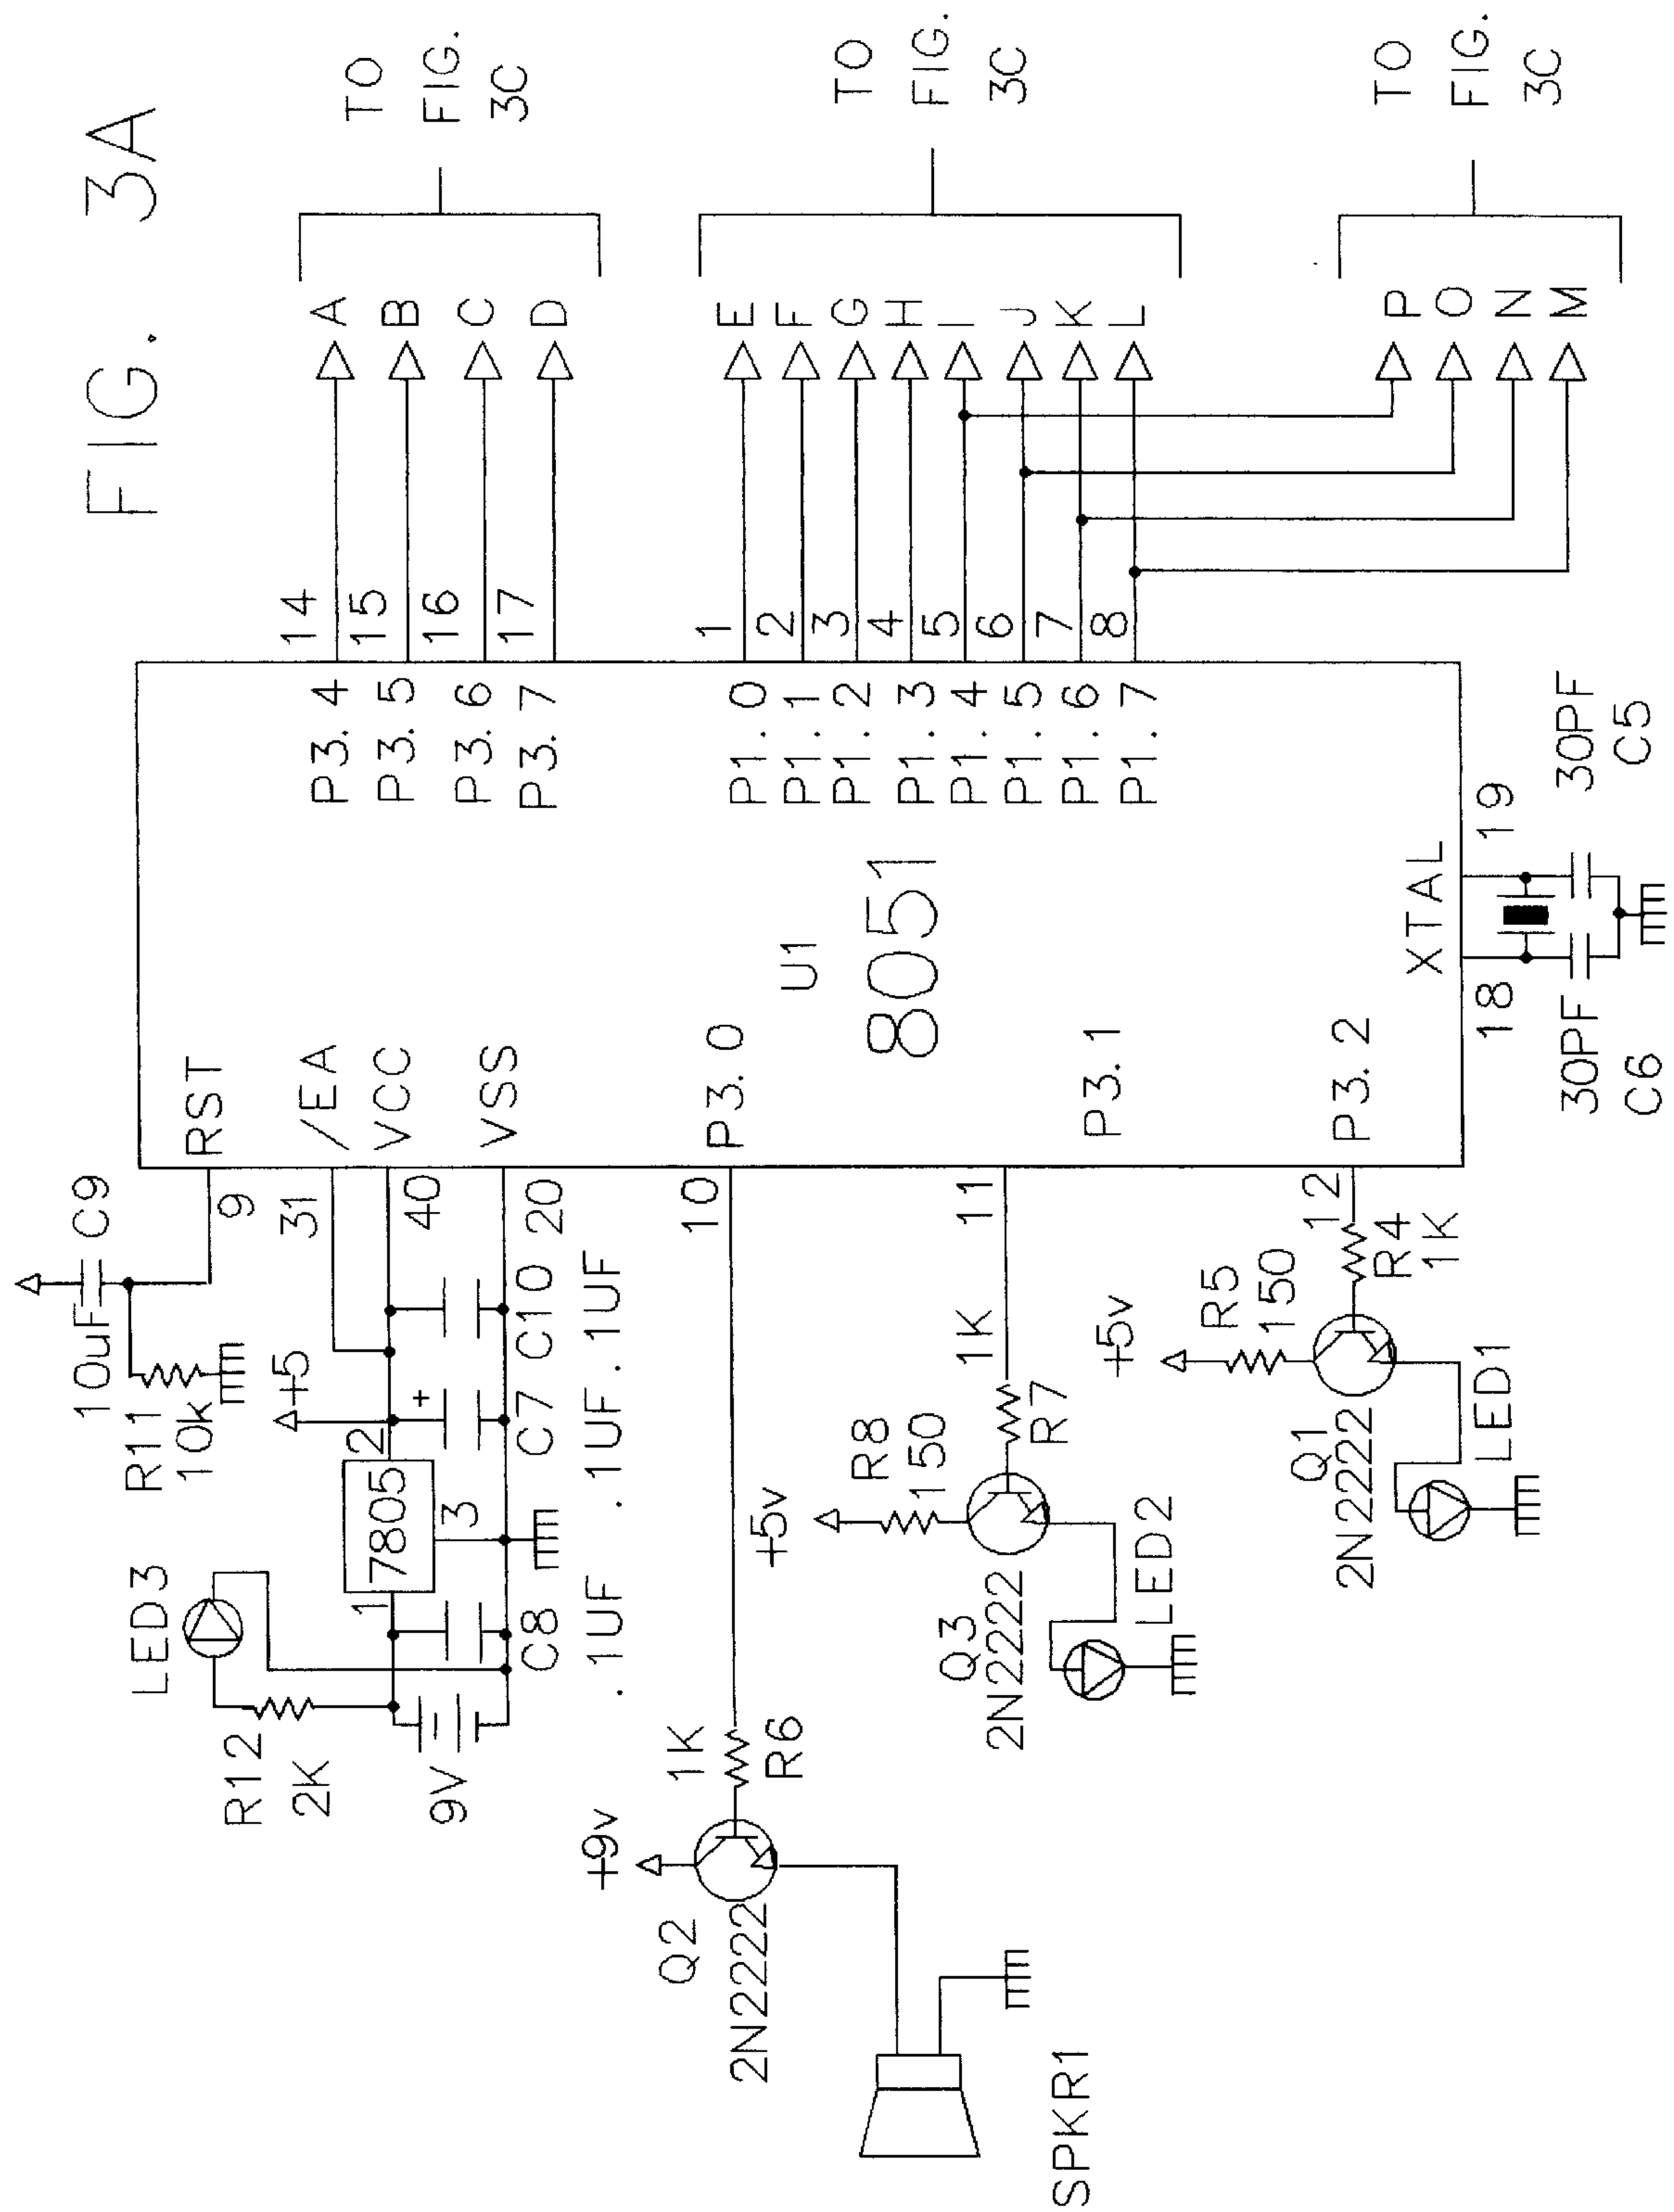 FIG. 3A
TO
FIG.
3C
TO
FIG.
3C
TO
FIG.
3C
A
B
C
D
E
F
G
H
I
J
K
L
P
O
N
M
14
15
16
17
1
2
3
4
5
6
7
8
P3.4
P3.5
P3.6
P3.7
P1.0
P1.1
P1.2
P1.3
P1.4
P1.5
P1.6
P1.7
U1
8051
RST
/EA
VCC
VSS
P3.0
P3.1
P3.2
XTAL
18
19
30PF
C5
30PF
C6
9
31
40
20
10
11
12
C9
10uF
R11
10k
+5
C7
C10
.1UF
.1UF
7805
1
2
3
+
C8
.1UF
LED3
R12
2K
9V
+9v
1K
R6
Q2
2N2222
SPKR1
1K
R7
R8
150
+5v
Q3
2N2222
LED2
R4
1K
R5
150
+5v
Q1
2N2222
LED1